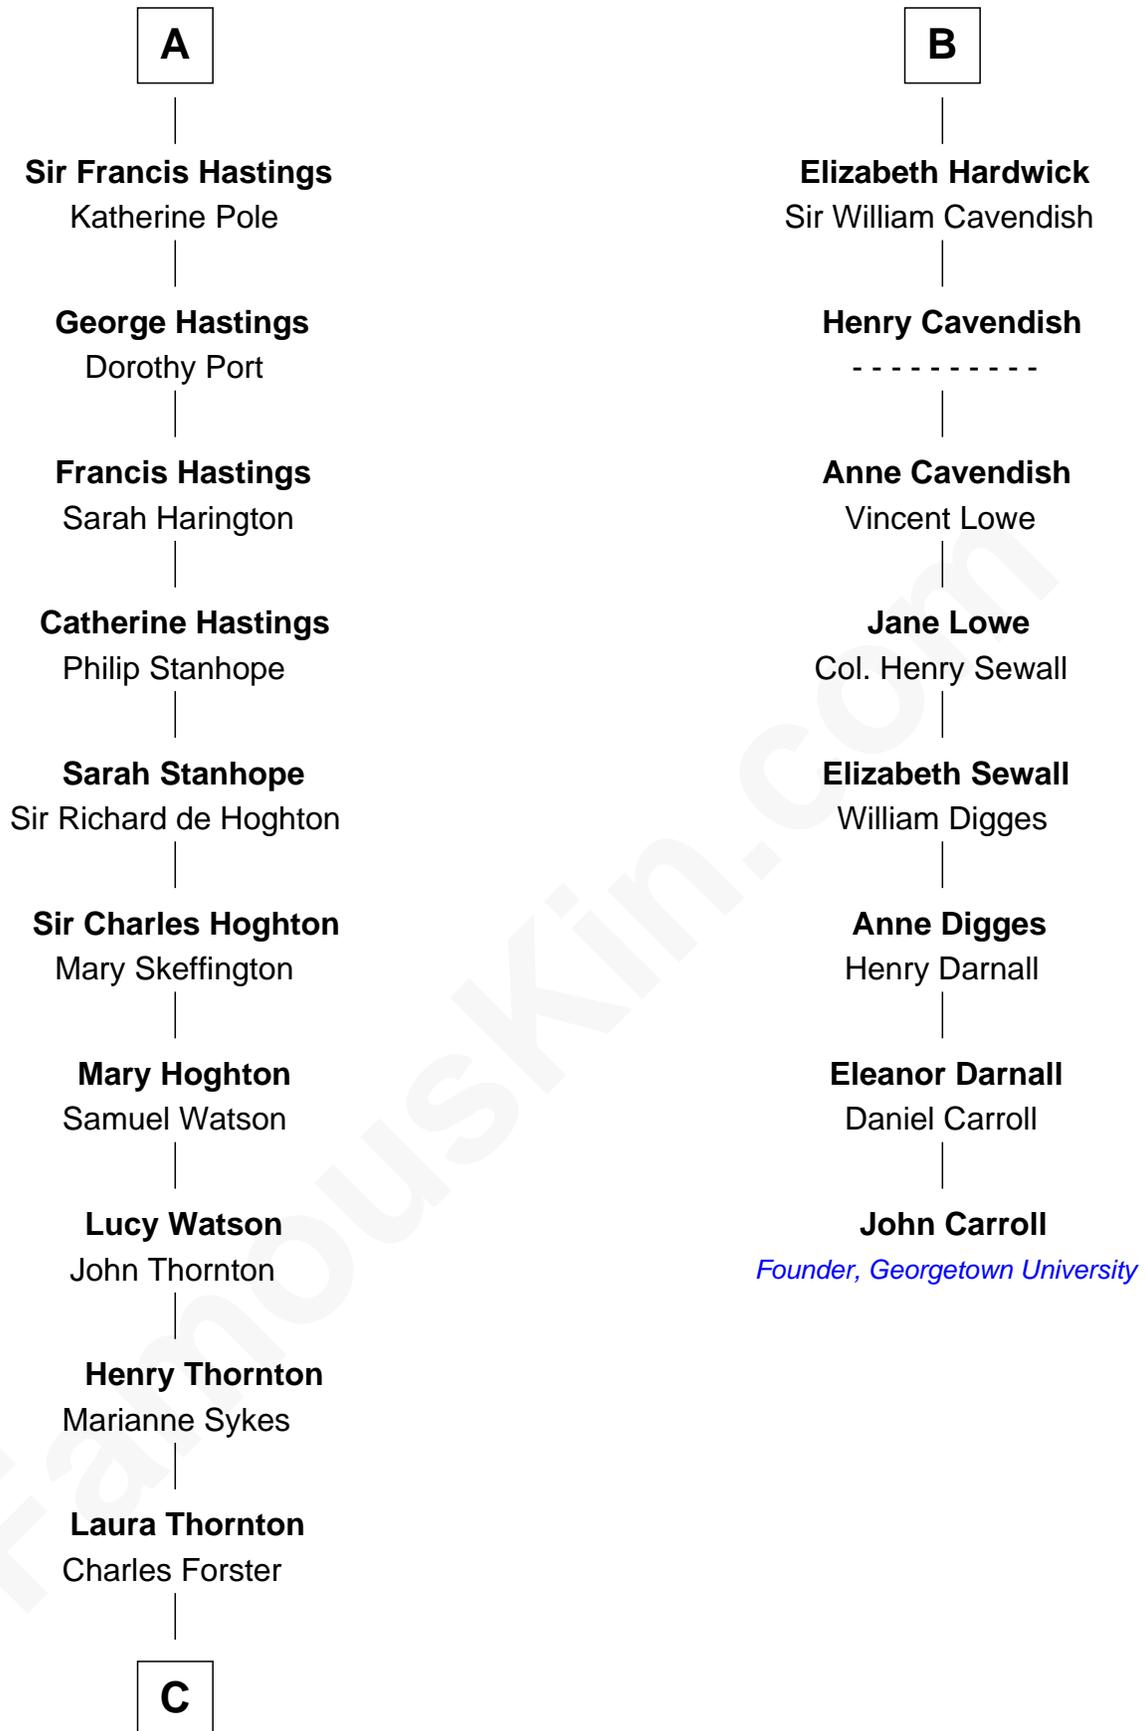 A
Sir Francis Hastings
Katherine Pole
George Hastings
Dorothy Port
Francis Hastings
Sarah Harington
Catherine Hastings
Philip Stanhope
Sarah Stanhope
Sir Richard de Hoghton
Sir Charles Hoghton
Mary Skeffington
Mary Hoghton
Samuel Watson
Lucy Watson
John Thornton
Henry Thornton
Marianne Sykes
Laura Thornton
Charles Forster
C
B
Elizabeth Hardwick
Sir William Cavendish
Henry Cavendish
- - - - - - - - - -
Anne Cavendish
Vincent Lowe
Jane Lowe
Col. Henry Sewall
Elizabeth Sewall
William Digges
Anne Digges
Henry Darnall
Eleanor Darnall
Daniel Carroll
John Carroll
Founder, Georgetown University
FamousKin.com